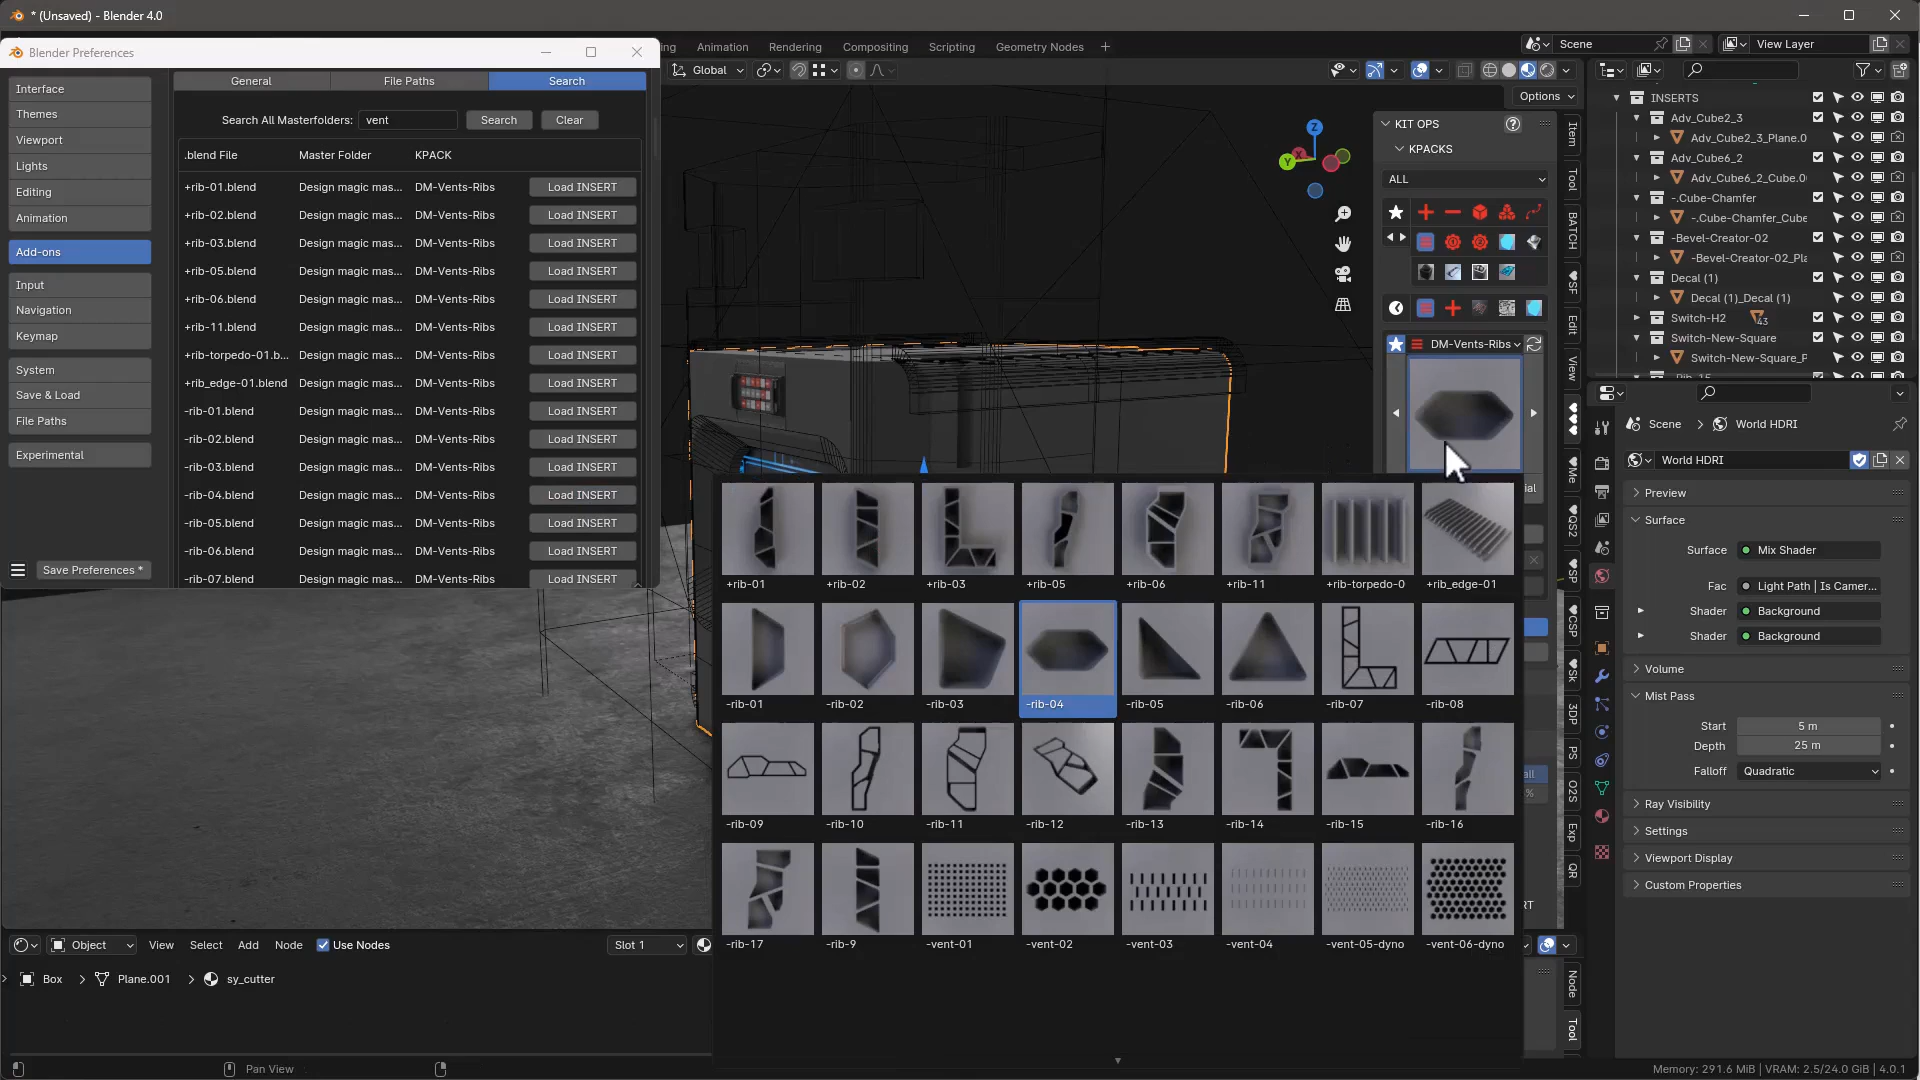 * (Unsaved) - Blender 4.0
Blender Preferences
Animation
Rendering
Compositing
Scripting
Geometry Nodes
+
Scene
View Layer
Global
Options
Interface
Themes
Viewport
Lights
Editing
Animation
Add-ons
Input
Navigation
Keymap
System
Save & Load
File Paths
Experimental
Save Preferences *
General
File Paths
Search
Search All Masterfolders:
vent
Search
Clear
.blend File
Master Folder
KPACK
+rib-01.blend Design magic mas... DM-Vents-Ribs Load INSERT
+rib-02.blend Design magic mas... DM-Vents-Ribs Load INSERT
+rib-03.blend Design magic mas... DM-Vents-Ribs Load INSERT
+rib-05.blend Design magic mas... DM-Vents-Ribs Load INSERT
+rib-06.blend Design magic mas... DM-Vents-Ribs Load INSERT
+rib-11.blend Design magic mas... DM-Vents-Ribs Load INSERT
+rib-torpedo-01.b... Design magic mas... DM-Vents-Ribs Load INSERT
+rib_edge-01.blend Design magic mas... DM-Vents-Ribs Load INSERT
-rib-01.blend Design magic mas... DM-Vents-Ribs Load INSERT
-rib-02.blend Design magic mas... DM-Vents-Ribs Load INSERT
-rib-03.blend Design magic mas... DM-Vents-Ribs Load INSERT
-rib-04.blend Design magic mas... DM-Vents-Ribs Load INSERT
-rib-05.blend Design magic mas... DM-Vents-Ribs Load INSERT
-rib-06.blend Design magic mas... DM-Vents-Ribs Load INSERT
-rib-07.blend Design magic mas... DM-Vents-Ribs Load INSERT
Z
Y
KIT OPS
KPACKS
ALL
DM-Vents-Ribs
Item
Tool
BATCH
SF
Edit
View
Me
QS2
SP
CSP
Sk
3DP
PS
O2S
Exp
QR
+rib-01 +rib-02 +rib-03 +rib-05 +rib-06 +rib-11 +rib-torpedo-0 +rib_edge-01
-rib-01 -rib-02 -rib-03 -rib-04 -rib-05 -rib-06 -rib-07 -rib-08
-rib-09 -rib-10 -rib-11 -rib-12 -rib-13 -rib-14 -rib-15 -rib-16
-rib-17 -rib-9 -vent-01 -vent-02 -vent-03 -vent-04 -vent-05-dyno -vent-06-dyno
INSERTS
Adv_Cube2_3
Adv_Cube2_3_Plane.0
Adv_Cube6_2
Adv_Cube6_2_Cube.0
-.Cube-Chamfer
-.Cube-Chamfer_Cube
-Bevel-Creator-02
-Bevel-Creator-02_Pla
Decal (1)
Decal (1)_Decal (1)
Switch-H2
43
Switch-New-Square
Switch-New-Square_P
Scene > World HDRI
World HDRI
Preview
Surface
Surface Mix Shader
Fac Light Path | Is Camer...
Shader Background
Shader Background
Volume
Mist Pass
Start 5 m
Depth 25 m
Falloff Quadratic
Ray Visibility
Settings
Viewport Display
Custom Properties
Object
View
Select
Add
Node
Use Nodes
Slot 1
Box > Plane.001 > sy_cutter
Node
Tool
Pan View
Memory: 291.6 MiB | VRAM: 2.5/24.0 GiB | 4.0.1